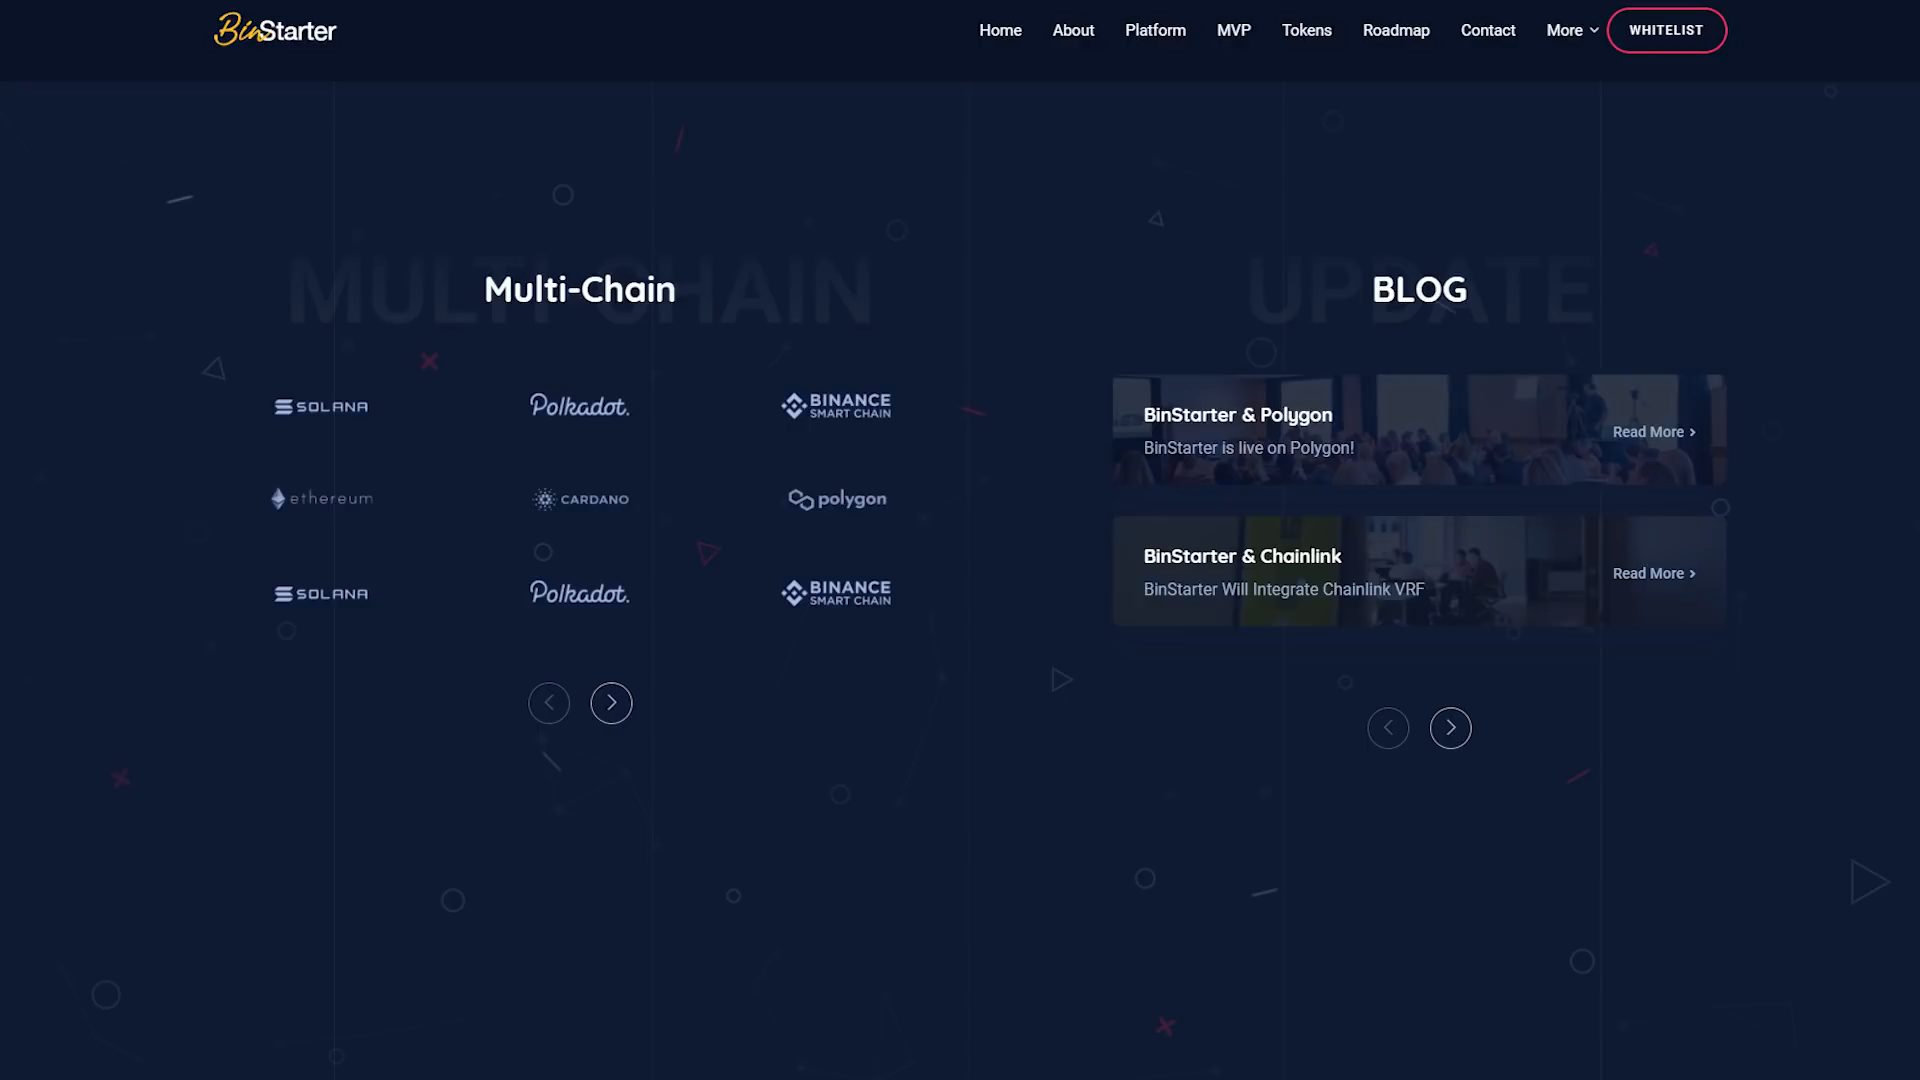 BinStarter
Home About Platform MVP Tokens Roadmap Contact More WHITELIST
MULTI-CHAIN
Multi-Chain
SOLANA Polkadot. BINANCE SMART CHAIN
ethereum CARDANO polygon
SOLANA Polkadot. BINANCE SMART CHAIN
UPDATE
BLOG
BinStarter & Polygon
BinStarter is live on Polygon!
Read More
BinStarter & Chainlink
BinStarter Will Integrate Chainlink VRF
Read More